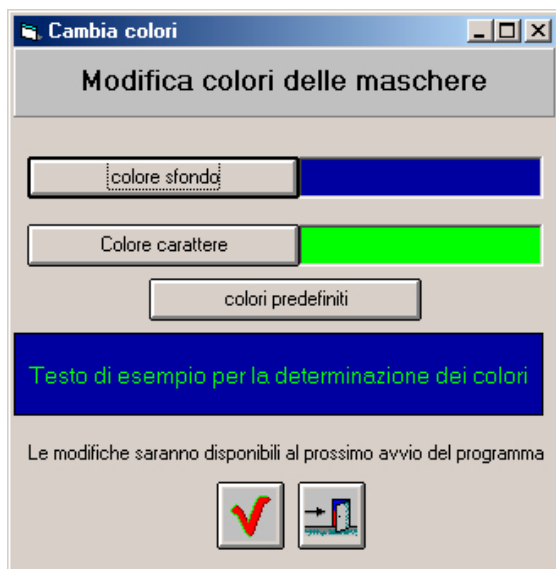 Cambia colori
Modifica colori delle maschere
colore sfondo
Colore carattere
colori predefiniti
Testo di esempio per la determinazione dei colori
Le modifiche saranno disponibili al prossimo avvio del programma